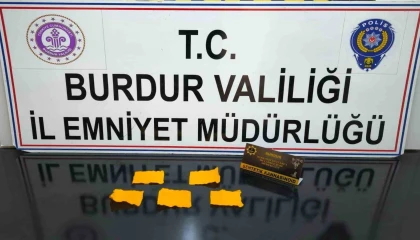 T.C.
BURDUR VALİLİĞİ
İL EMNİYET MÜDÜRLÜĞÜ
POLİS